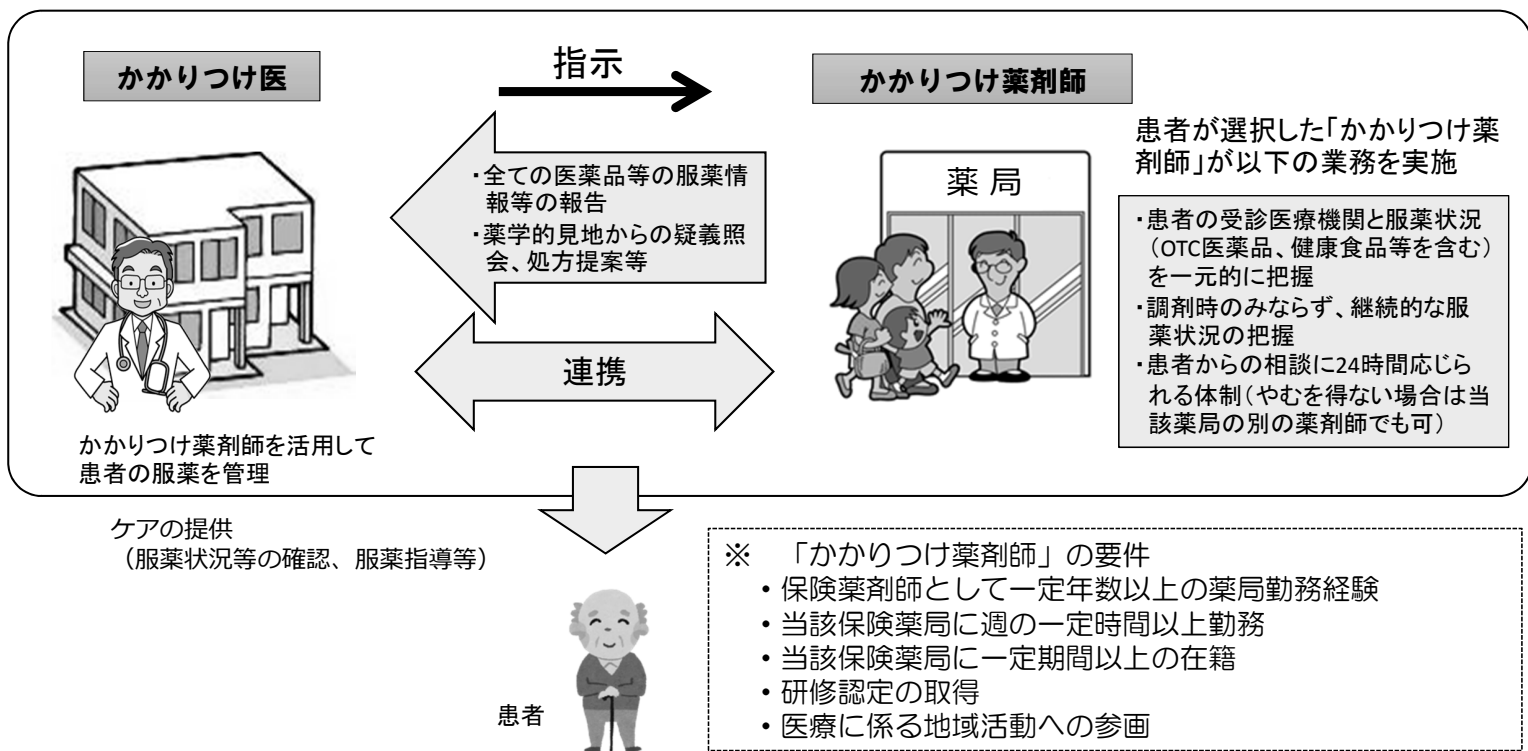 かかりつけ医
指示
かかりつけ薬剤師
・全ての医薬品等の服薬情
報等の報告
・薬学的見地からの疑義照
会、処方提案等
連携
かかりつけ薬剤師を活用して
患者の服薬を管理
薬局
患者が選択した「かかりつけ薬
剤師」が以下の業務を実施
・患者の受診医療機関と服薬状況
（OTC医薬品、健康食品等を含む）
を一元的に把握
・調剤時のみならず、継続的な服
薬状況の把握
・患者からの相談に24時間応じら
れる体制（やむを得ない場合は当
該薬局の別の薬剤師でも可）
ケアの提供
（服薬状況等の確認、服薬指導等）
患者
※　「かかりつけ薬剤師」の要件
・保険薬剤師として一定年数以上の薬局勤務経験
・当該保険薬局に週の一定時間以上勤務
・当該保険薬局に一定期間以上の在籍
・研修認定の取得
・医療に係る地域活動への参画